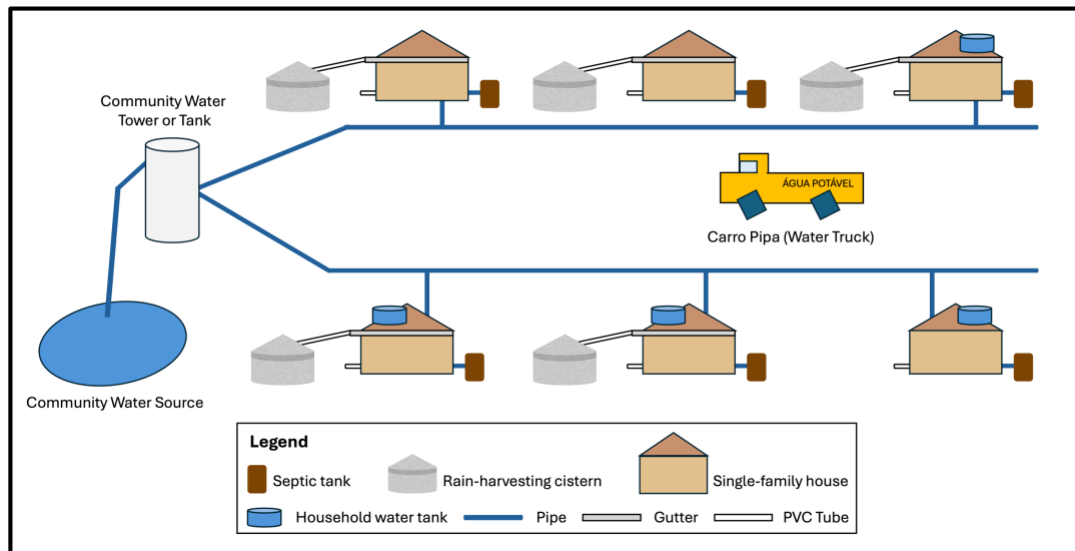 Community Water
Tower or Tank
ÁGUA POTÁVEL
Carro Pipa (Water Truck)
Community Water Source
Legend
Septic tank
Rain-harvesting cistern
Single-family house
Household water tank
Pipe
Gutter
PVC Tube